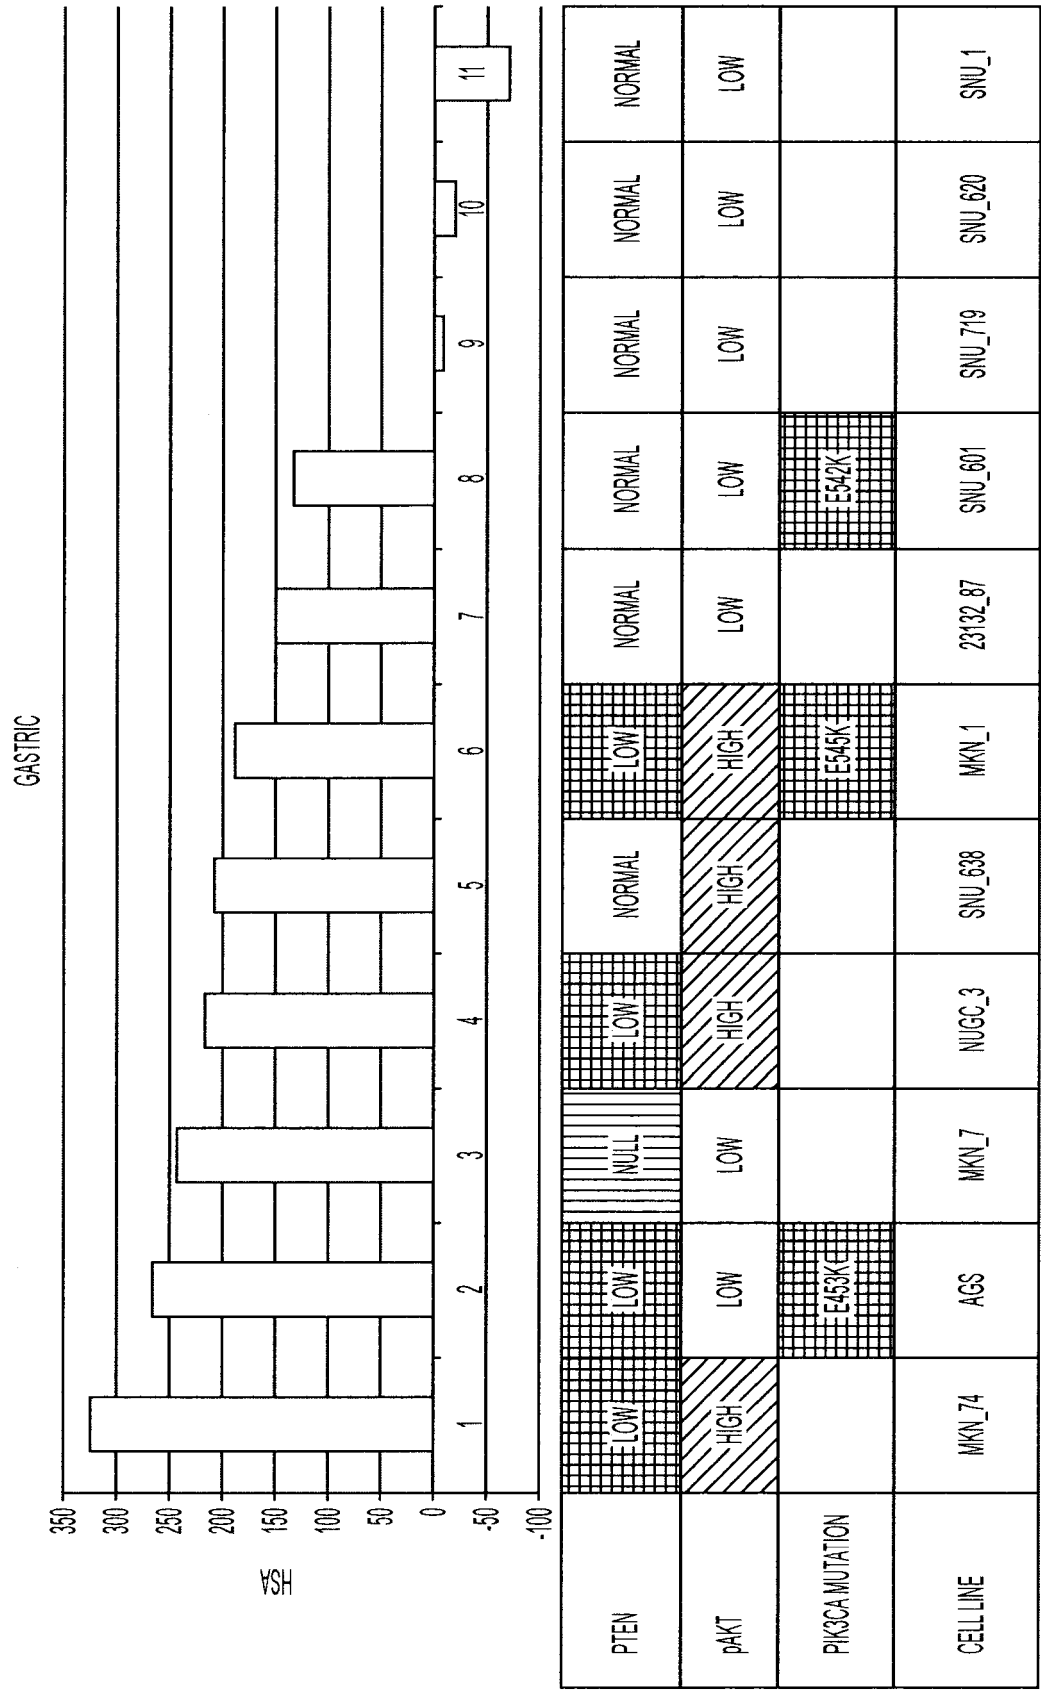 GASTRIC
HSA
350
300
250
200
150
100
50
0
-50
-100
1 2 3 4 5 6 7 8 9 10 11
PTEN LOW LOW NULL LOW NORMAL LOW NORMAL NORMAL NORMAL NORMAL NORMAL
pAKT HIGH LOW LOW HIGH HIGH HIGH LOW LOW LOW LOW LOW
PIK3CA MUTATION E453K E545K E542K
CELL LINE MKN_74 AGS MKN_7 NUGC_3 SNU_638 MKN_1 23132_87 SNU_601 SNU_719 SNU_620 SNU_1